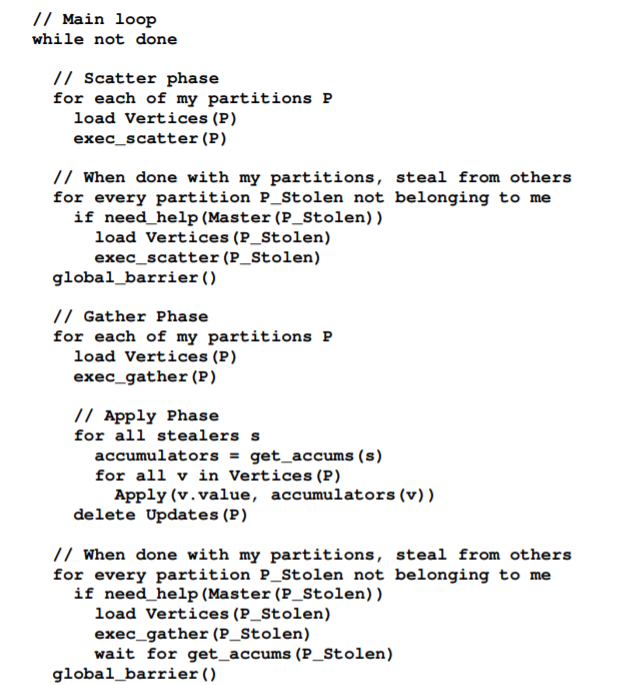 // Main loop
while not done
// Scatter phase
for each of my partitions P
load Vertices(P)
exec_scatter(P)
// When done with my partitions, steal from others
for every partition P_Stolen not belonging to me
if need_help(Master(P_Stolen))
load Vertices(P_Stolen)
exec_scatter(P_Stolen)
global_barrier()
// Gather Phase
for each of my partitions P
load Vertices(P)
exec_gather(P)
// Apply Phase
for all stealers s
accumulators = get_accums(s)
for all v in Vertices(P)
Apply(v.value, accumulators(v))
delete Updates(P)
// When done with my partitions, steal from others
for every partition P_Stolen not belonging to me
if need_help(Master(P_Stolen))
load Vertices(P_Stolen)
exec_gather(P_Stolen)
wait for get_accums(P_Stolen)
global_barrier()